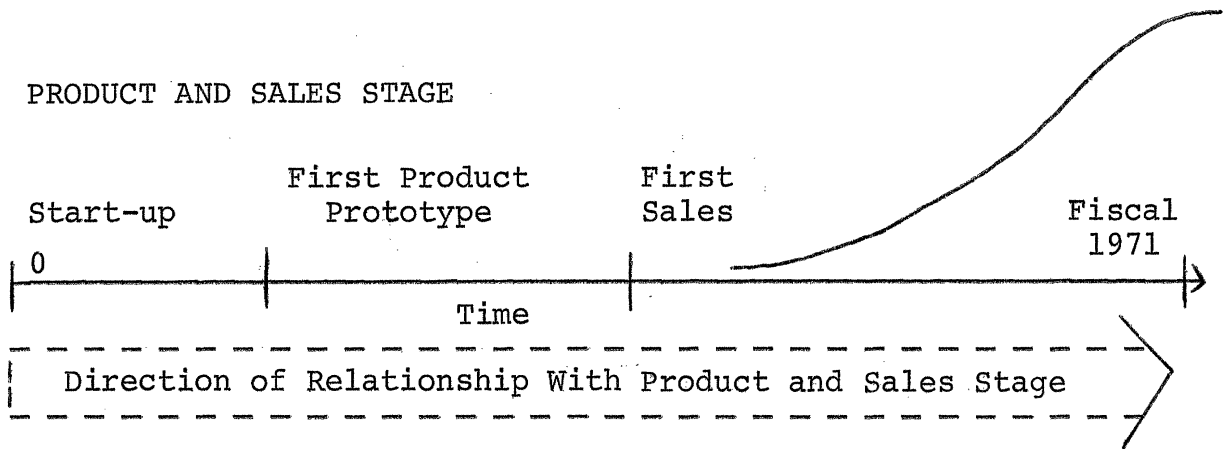 PRODUCT AND SALES STAGE
First Product
Prototype
First
Sales
Start-up
Fiscal
1971
0
Time
Direction of Relationship With Product and Sales Stage